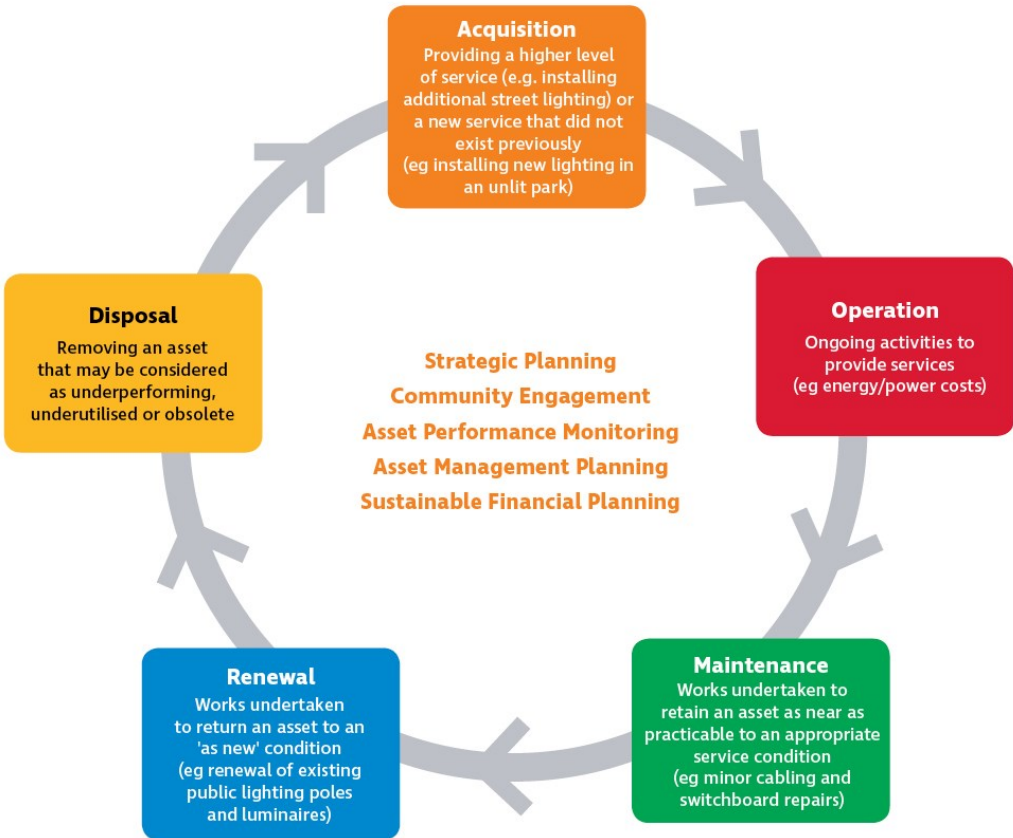 Acquisition
Providing a higher level
of service (e.g. installing
additional street lighting) or
a new service that did not
exist previously
(eg installing new lighting in
an unlit park)
Operation
Ongoing activities to
provide services
(eg energy/power costs)
Maintenance
Works undertaken to
retain an asset as near as
practicable to an appropriate
service condition
(eg minor cabling and
switchboard repairs)
Renewal
Works undertaken
to return an asset to an
'as new' condition
(eg renewal of existing
public lighting poles
and luminaires)
Disposal
Removing an asset
that may be considered
as underperforming,
underutilised or obsolete
Strategic Planning
Community Engagement
Asset Performance Monitoring
Asset Management Planning
Sustainable Financial Planning